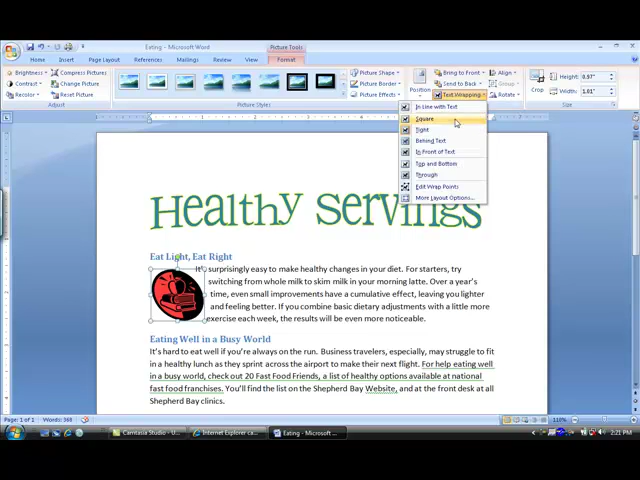 Eating - Microsoft Word
Picture Tools
Home Insert Page Layout References Mailings Review View Format
Brightness Compress Pictures Picture Shape Bring to Front Align Height: 0.97"
Contrast Change Picture Picture Border Position Send to Back Group Crop Width: 1.01"
Recolor Reset Picture Picture Effects Text Wrapping Rotate
Adjust Picture Styles Size
In Line with Text
Square
Tight
Behind Text
In Front of Text
Top and Bottom
Through
Edit Wrap Points
More Layout Options...
Healthy Servings
Eat Light, Eat Right
It's surprisingly easy to make healthy changes in your diet. For starters, try
switching from whole milk to skim milk in your morning latte. Over a year's
time, even small improvements have a cumulative effect, leaving you lighter
and feeling better. If you combine basic dietary adjustments with a little more
exercise each week, the results will be even more noticeable.
Eating Well in a Busy World
It's hard to eat well if you're always on the run. Business travelers, especially, may struggle to fit
in a healthy lunch as they sprint across the airport to make their next flight. For help eating well
in a busy world, check out 20 Fast Food Friends, a list of healthy options available at national
fast food franchises. You'll find the list on the Shepherd Bay Website, and at the front desk at all
Shepherd Bay clinics.
Page: 1 of 1 Words: 368 110%
Camtasia Studio - U... Internet Explorer ca... Eating - Microsoft ... 2:21 PM